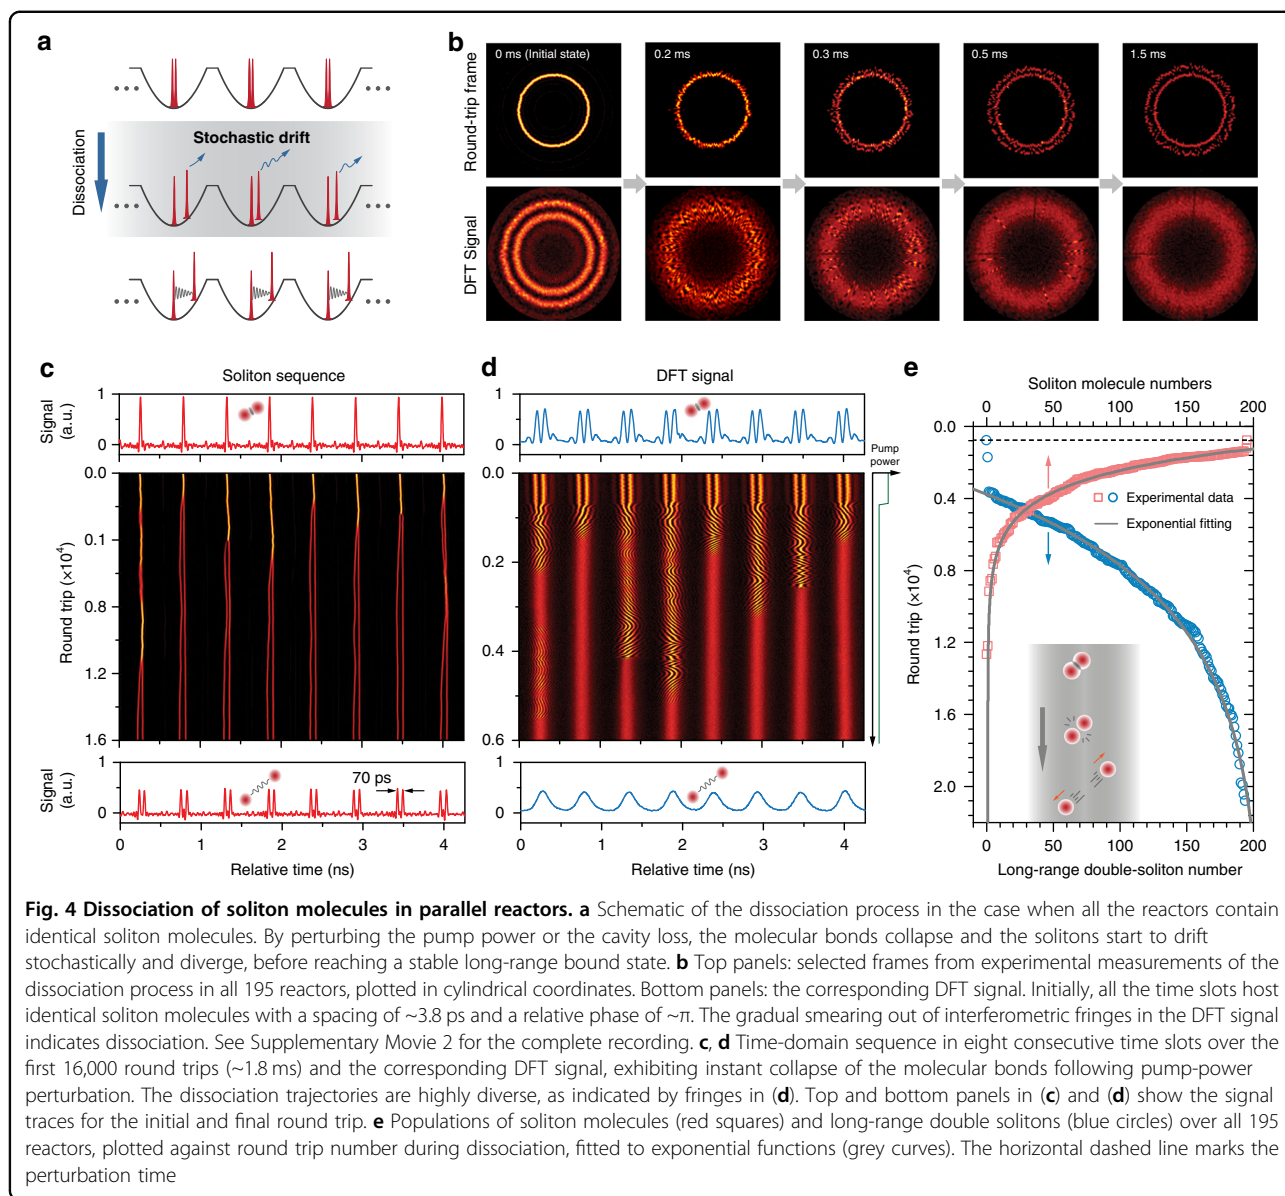 a
Stochastic drift
Dissociation
b
Round-trip frame
0 ms (Initial state)
0.2 ms
0.3 ms
0.5 ms
1.5 ms
DFT Signal
c
Soliton sequence
Signal
(a.u.)
1
0
Round trip (×10⁴)
0.0
0.1
0.8
1.2
1.6
Signal
(a.u.)
1
0
70 ps
0
1
2
3
4
Relative time (ns)
d
DFT signal
1
0
Pump
power
0.0
0.2
0.4
0.6
1
0
0
1
2
3
4
Relative time (ns)
e
Soliton molecule numbers
0
50
100
150
200
Round trip (×10⁴)
0.0
0.4
0.8
1.2
1.6
2.0
Experimental data
Exponential fitting
0
50
100
150
200
Long-range double-soliton number
Fig. 4 Dissociation of soliton molecules in parallel reactors. a Schematic of the dissociation process in the case when all the reactors contain
identical soliton molecules. By perturbing the pump power or the cavity loss, the molecular bonds collapse and the solitons start to drift
stochastically and diverge, before reaching a stable long-range bound state. b Top panels: selected frames from experimental measurements of the
dissociation process in all 195 reactors, plotted in cylindrical coordinates. Bottom panels: the corresponding DFT signal. Initially, all the time slots host
identical soliton molecules with a spacing of ~3.8 ps and a relative phase of ~π. The gradual smearing out of interferometric fringes in the DFT signal
indicates dissociation. See Supplementary Movie 2 for the complete recording. c, d Time-domain sequence in eight consecutive time slots over the
first 16,000 round trips (~1.8 ms) and the corresponding DFT signal, exhibiting instant collapse of the molecular bonds following pump-power
perturbation. The dissociation trajectories are highly diverse, as indicated by fringes in (d). Top and bottom panels in (c) and (d) show the signal
traces for the initial and final round trip. e Populations of soliton molecules (red squares) and long-range double solitons (blue circles) over all 195
reactors, plotted against round trip number during dissociation, fitted to exponential functions (grey curves). The horizontal dashed line marks the
perturbation time